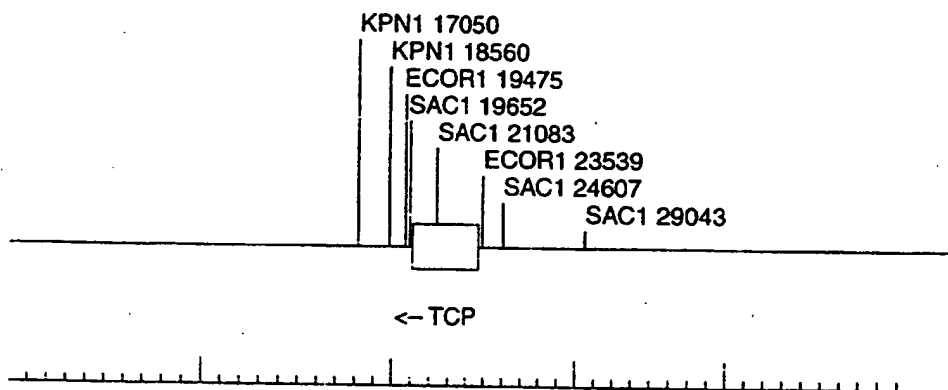 KPN1 17050
KPN1 18560
ECOR1 19475
SAC1 19652
SAC1 21083
ECOR1 23539
SAC1 24607
SAC1 29043
<– TCP